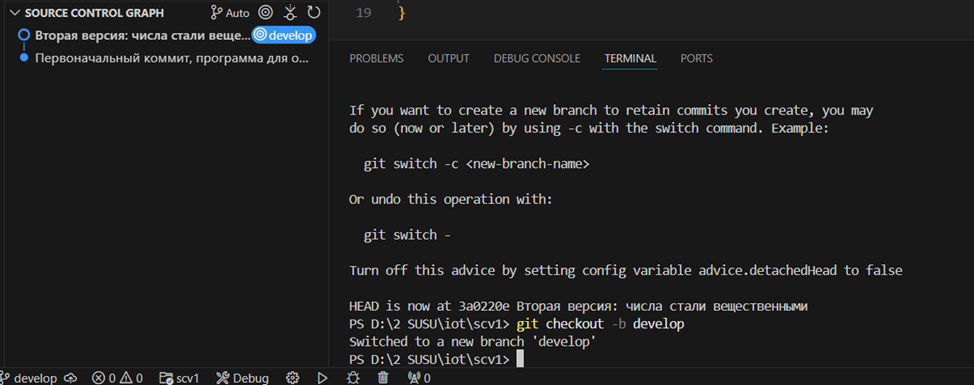 SOURCE CONTROL GRAPH Auto
Вторая версия: числа стали веще... develop
Первоначальный коммит, программа для о...
19 }
PROBLEMS OUTPUT DEBUG CONSOLE TERMINAL PORTS
If you want to create a new branch to retain commits you create, you may
do so (now or later) by using -c with the switch command. Example:
git switch -c <new-branch-name>
Or undo this operation with:
git switch -
Turn off this advice by setting config variable advice.detachedHead to false
HEAD is now at 3a0220e Вторая версия: числа стали вещественными
PS D:\2 SUSU\iot\scv1> git checkout -b develop
Switched to a new branch 'develop'
PS D:\2 SUSU\iot\scv1>
develop 0 0 scv1 Debug 0